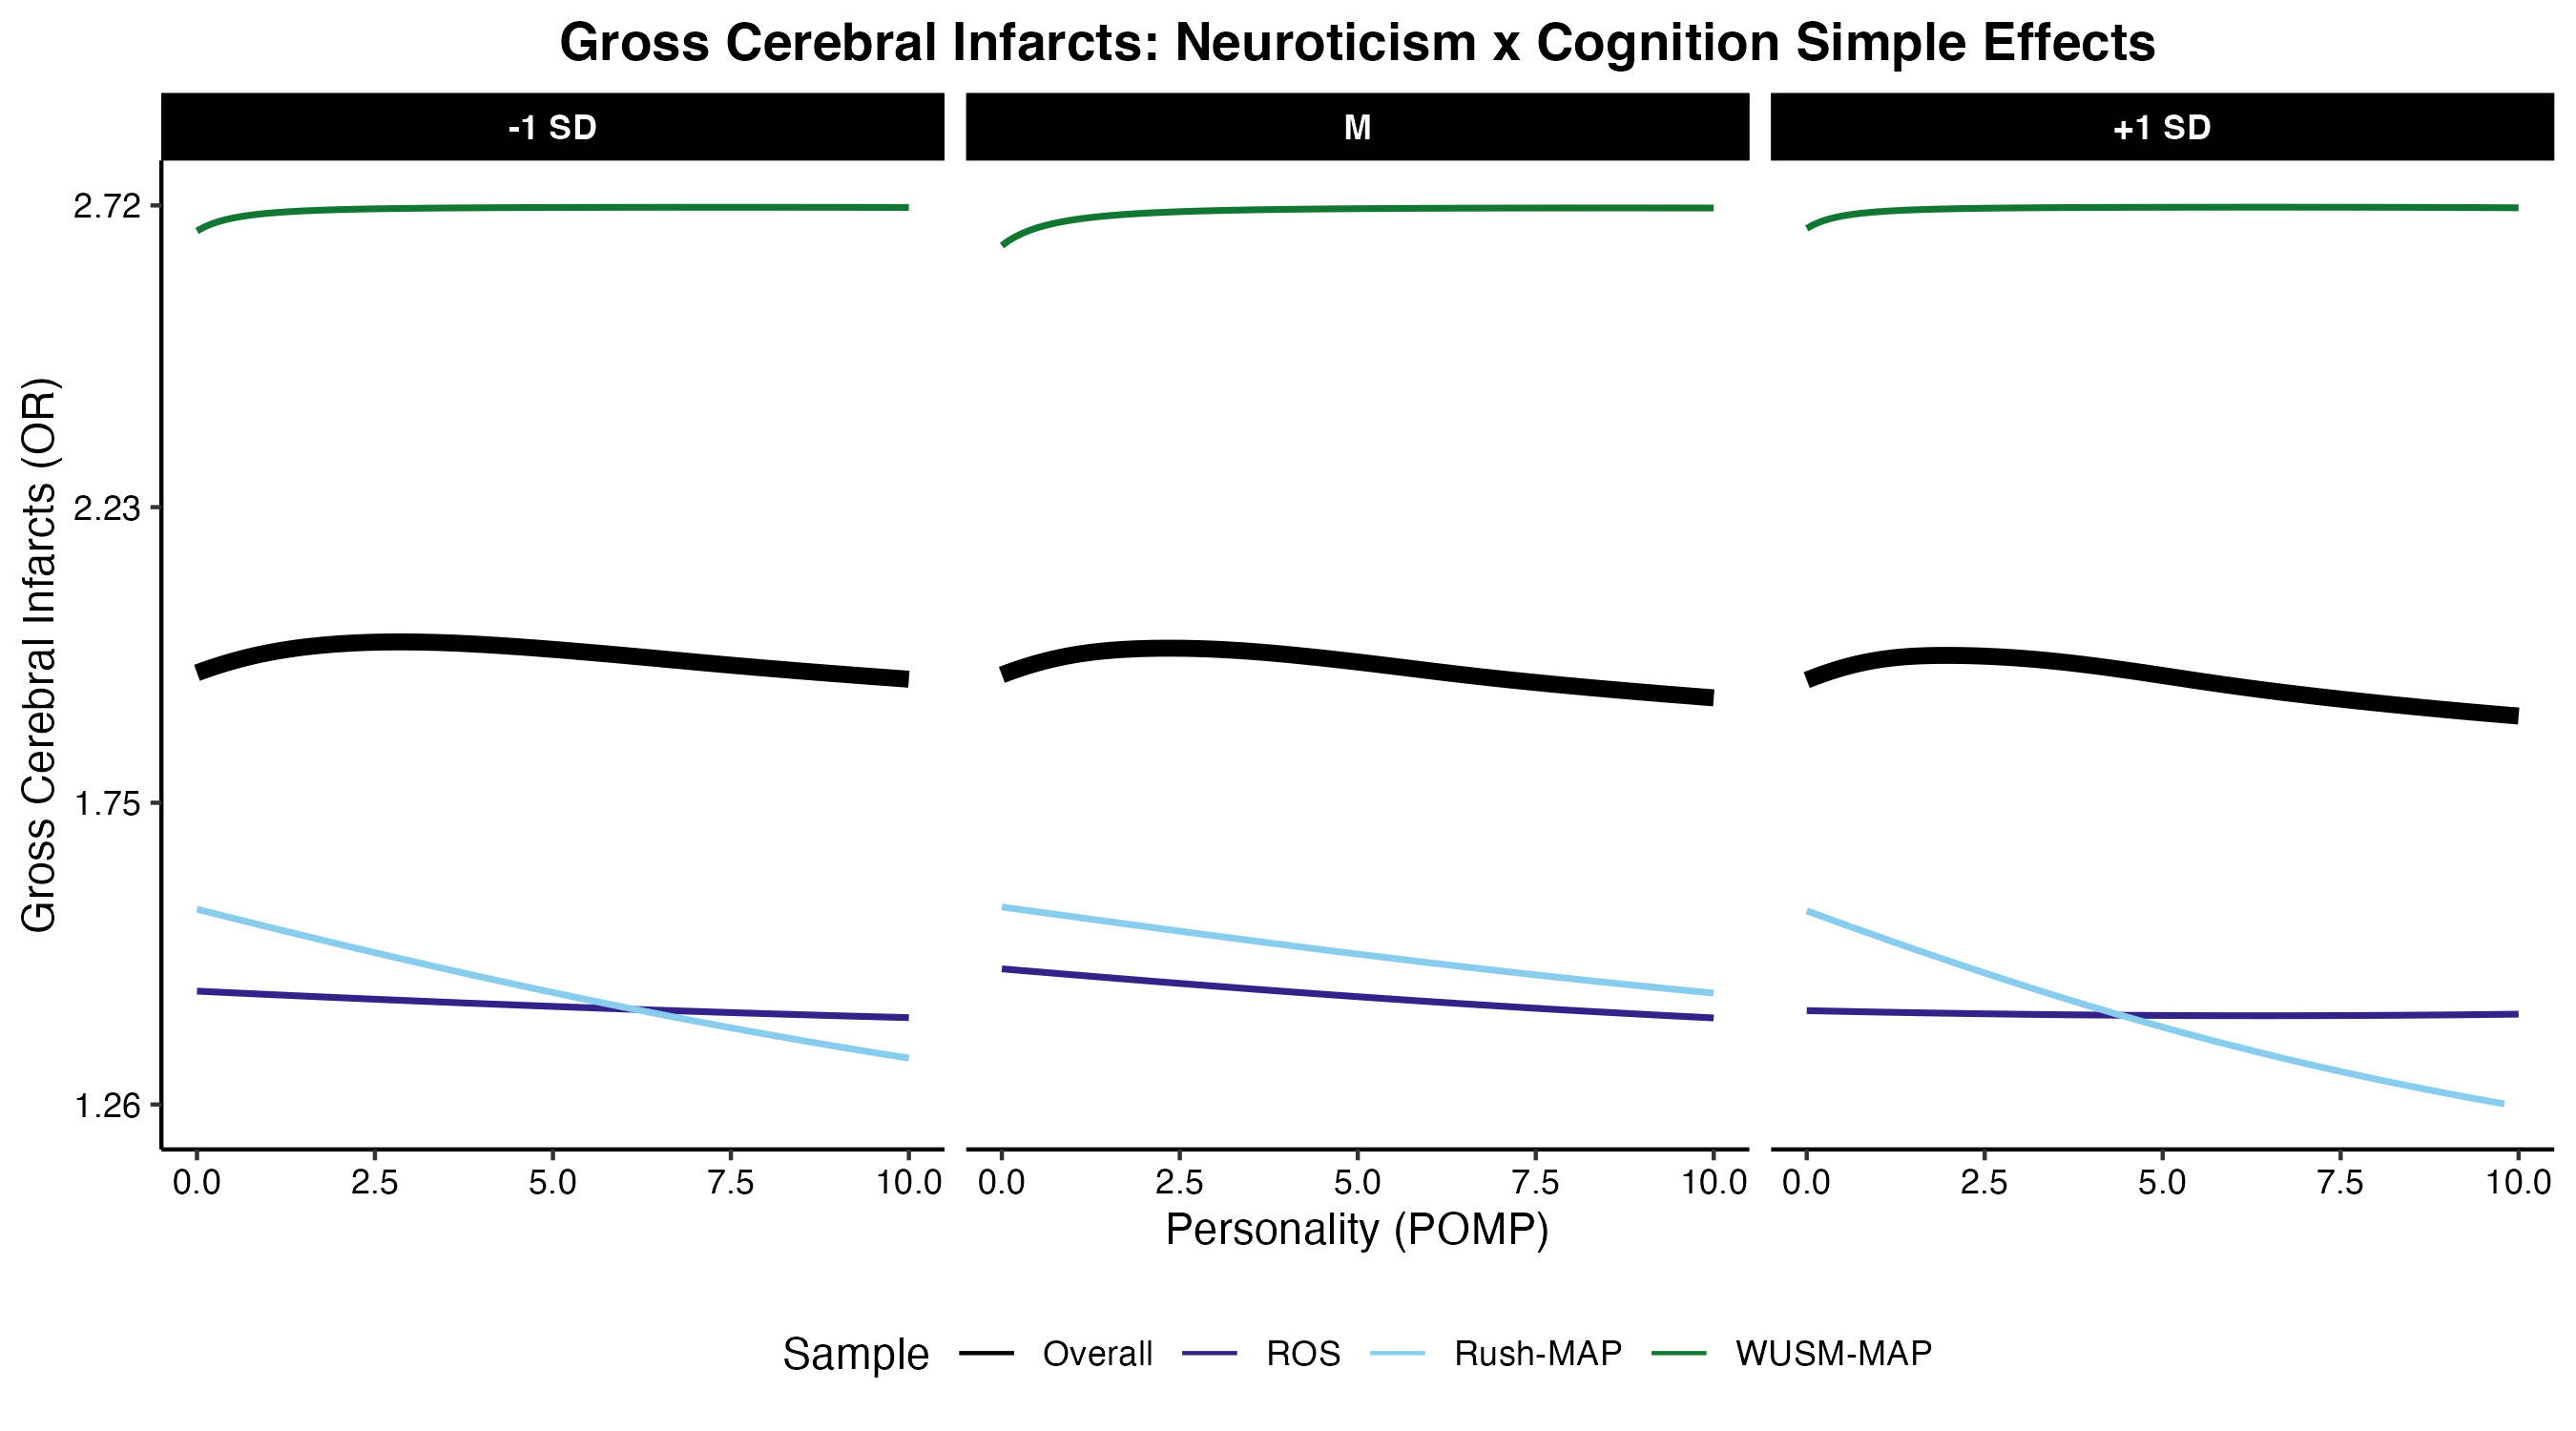 Gross Cerebral Infarcts: Neuroticism x Cognition Simple Effects
-1 SD
M
+1 SD
Gross Cerebral Infarcts (OR)
2.72
2.23
1.75
1.26
0.0 2.5 5.0 7.5 10.0
0.0 2.5 5.0 7.5 10.0
0.0 2.5 5.0 7.5 10.0
Personality (POMP)
Sample Overall ROS Rush-MAP WUSM-MAP